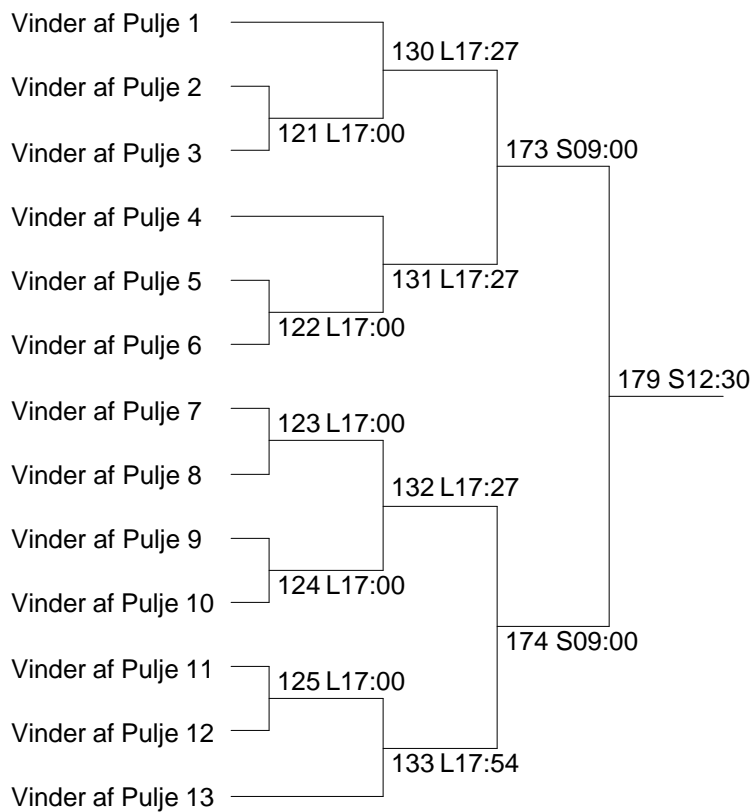 Vinder af Pulje 1
130 L17:27
Vinder af Pulje 2
121 L17:00
Vinder af Pulje 3
173 S09:00
Vinder af Pulje 4
131 L17:27
Vinder af Pulje 5
122 L17:00
Vinder af Pulje 6
179 S12:30
Vinder af Pulje 7
123 L17:00
Vinder af Pulje 8
132 L17:27
Vinder af Pulje 9
124 L17:00
Vinder af Pulje 10
174 S09:00
Vinder af Pulje 11
125 L17:00
Vinder af Pulje 12
133 L17:54
Vinder af Pulje 13